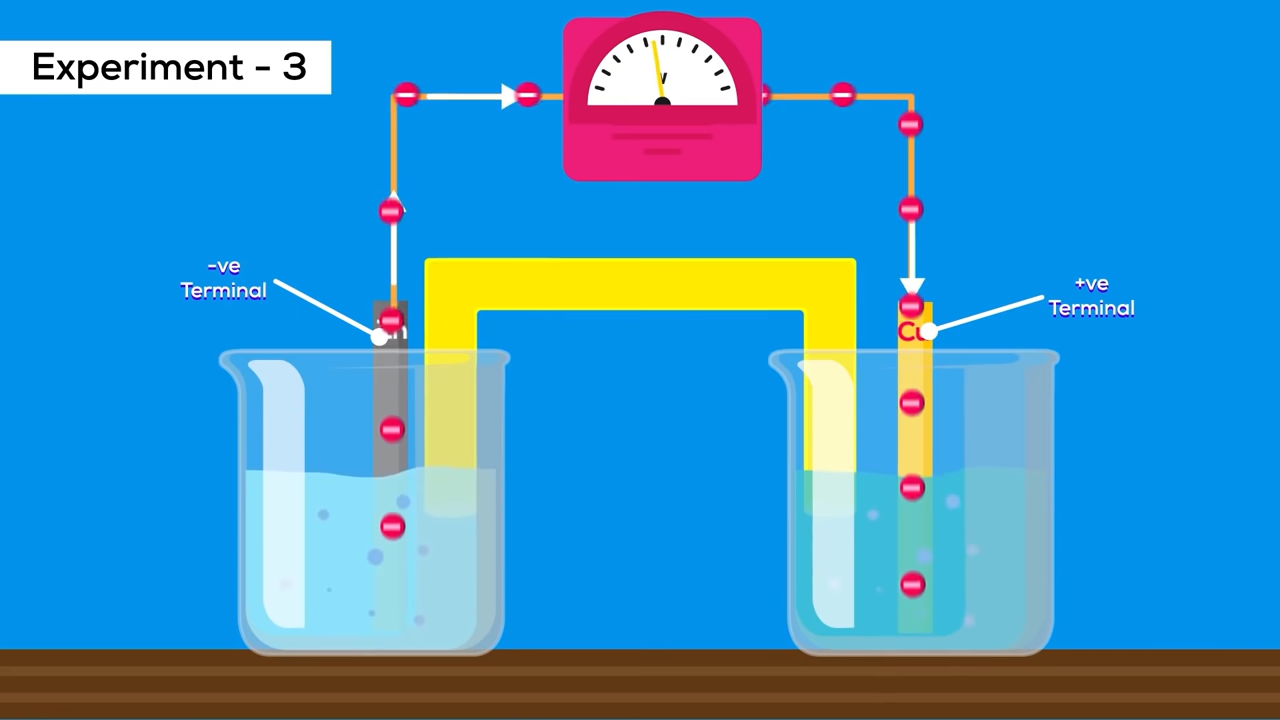 Experiment - 3
V
-ve
Terminal
+ve
Terminal